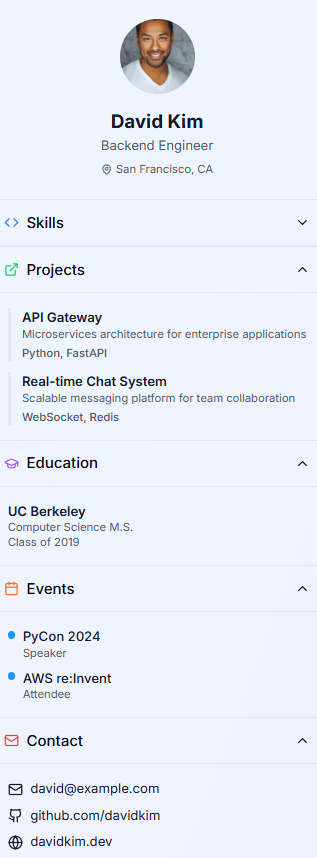 David Kim
Backend Engineer
San Francisco, CA
Skills
Projects
API Gateway
Microservices architecture for enterprise applications
Python, FastAPI
Real-time Chat System
Scalable messaging platform for team collaboration
WebSocket, Redis
Education
UC Berkeley
Computer Science M.S.
Class of 2019
Events
PyCon 2024
Speaker
AWS re:Invent
Attendee
Contact
david@example.com
github.com/davidkim
davidkim.dev